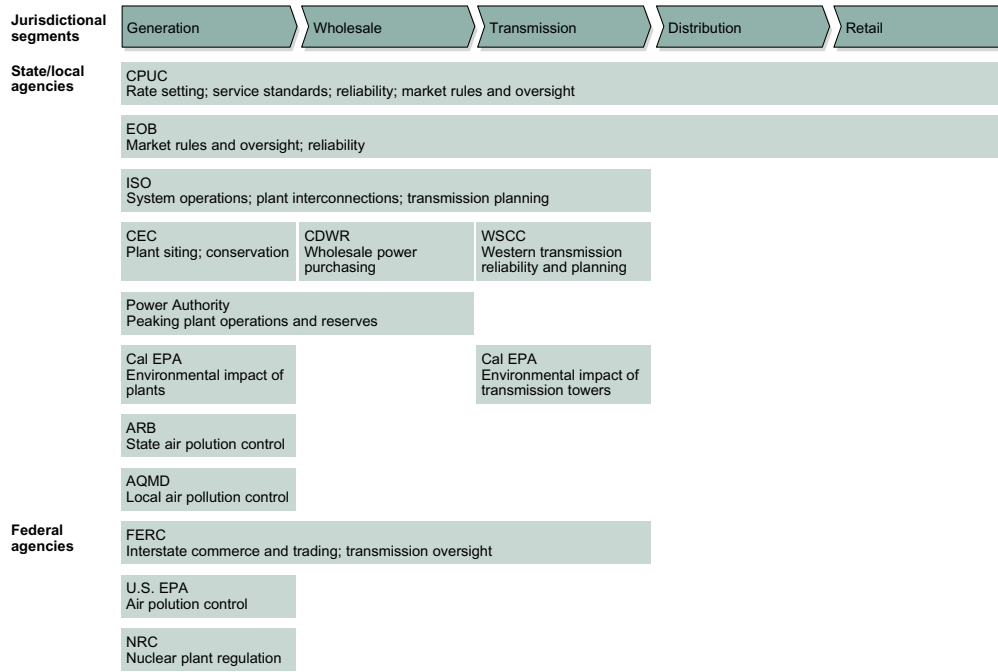 Jurisdictional
segments
Generation
Wholesale
Transmission
Distribution
Retail
State/local
agencies
CPUC
Rate setting; service standards; reliability; market rules and oversight
EOB
Market rules and oversight; reliability
ISO
System operations; plant interconnections; transmission planning
CEC
Plant siting; conservation
CDWR
Wholesale power
purchasing
WSCC
Western transmission
reliability and planning
Power Authority
Peaking plant operations and reserves
Cal EPA
Environmental impact of
plants
Cal EPA
Environmental impact of
transmission towers
ARB
State air polution control
AQMD
Local air pollution control
Federal
agencies
FERC
Interstate commerce and trading; transmission oversight
U.S. EPA
Air polution control
NRC
Nuclear plant regulation